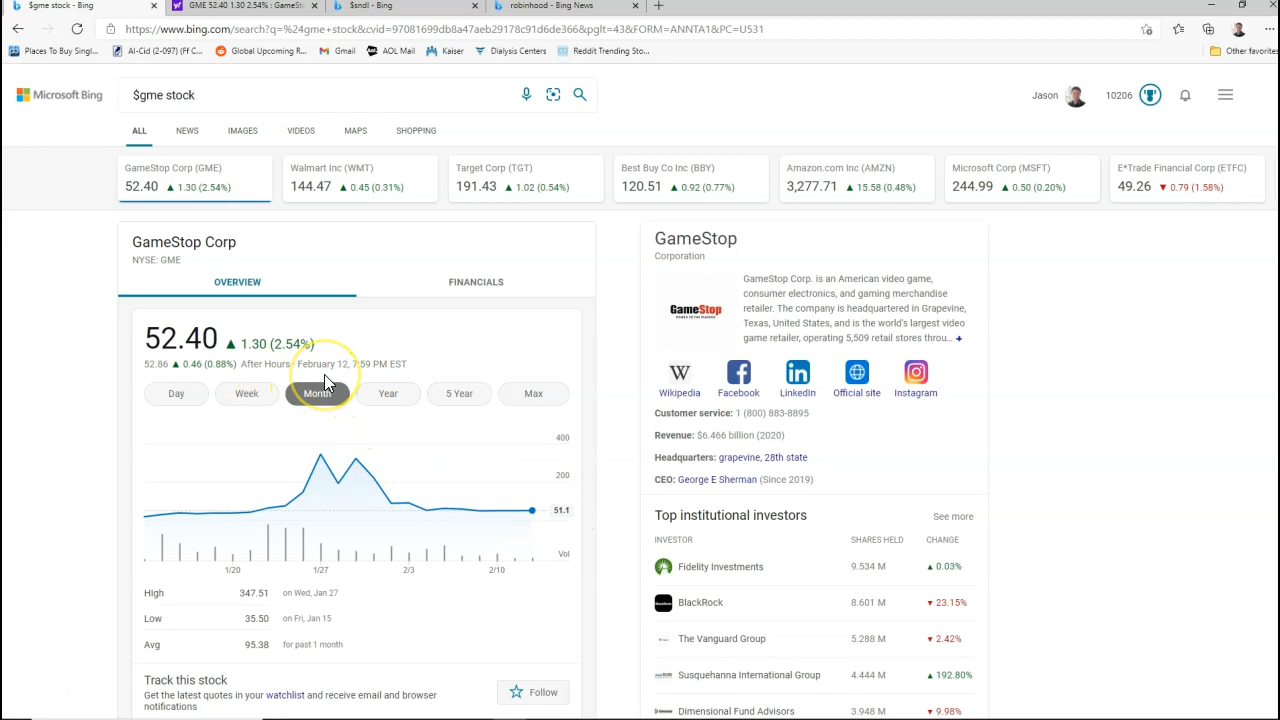 $gme stock - Bing
GME 52.40 1.30 2.54% : GameSt
$sndl - Bing
robinhood - Bing News
https://www.bing.com/search?q=%24gme+stock&cvid=97081699db8a47aeb29178c91d6de366&pglt=43&FORM=ANNTA1&PC=U531
Places To Buy Singl...
Al-Cid (2-097) (Ff C...
Global Upcoming R...
Gmail
AOL Mail
Kaiser
Dialysis Centers
Reddit Trending Sto...
Other favorites
Microsoft Bing
$gme stock
Jason
10206
ALL NEWS IMAGES VIDEOS MAPS SHOPPING
GameStop Corp (GME)
52.40 ▲ 1.30 (2.54%)
Walmart Inc (WMT)
144.47 ▲ 0.45 (0.31%)
Target Corp (TGT)
191.43 ▲ 1.02 (0.54%)
Best Buy Co Inc (BBY)
120.51 ▲ 0.92 (0.77%)
Amazon.com Inc (AMZN)
3,277.71 ▲ 15.58 (0.48%)
Microsoft Corp (MSFT)
244.99 ▲ 0.50 (0.20%)
E*Trade Financial Corp (ETFC)
49.26 ▼ 0.79 (1.58%)
GameStop Corp
NYSE: GME
OVERVIEW FINANCIALS
52.40 ▲ 1.30 (2.54%)
52.86 ▲ 0.46 (0.88%) After Hours · February 12, 7:59 PM EST
Day Week Month Year 5 Year Max
400
200
51.1
Vol
1/20 1/27 2/3 2/10
High 347.51 on Wed, Jan 27
Low 35.50 on Fri, Jan 15
Avg 95.38 for past 1 month
Track this stock
Get the latest quotes in your watchlist and receive email and browser
notifications
Follow
GameStop
Corporation
GameStop
POWER TO THE PLAYERS
GameStop Corp. is an American video game,
consumer electronics, and gaming merchandise
retailer. The company is headquartered in Grapevine,
Texas, United States, and is the world's largest video
game retailer, operating 5,509 retail stores throu... +
Wikipedia Facebook LinkedIn Official site Instagram
Customer service: 1 (800) 883-8895
Revenue: $6.466 billion (2020)
Headquarters: grapevine, 28th state
CEO: George E Sherman (Since 2019)
Top institutional investors
See more
INVESTOR SHARES HELD CHANGE
Fidelity Investments 9.534 M ▲ 0.03%
BlackRock 8.601 M ▼ 23.15%
The Vanguard Group 5.288 M ▼ 2.42%
Susquehanna International Group 4.444 M ▲ 192.80%
Dimensional Fund Advisors 3.948 M ▼ 9.98%